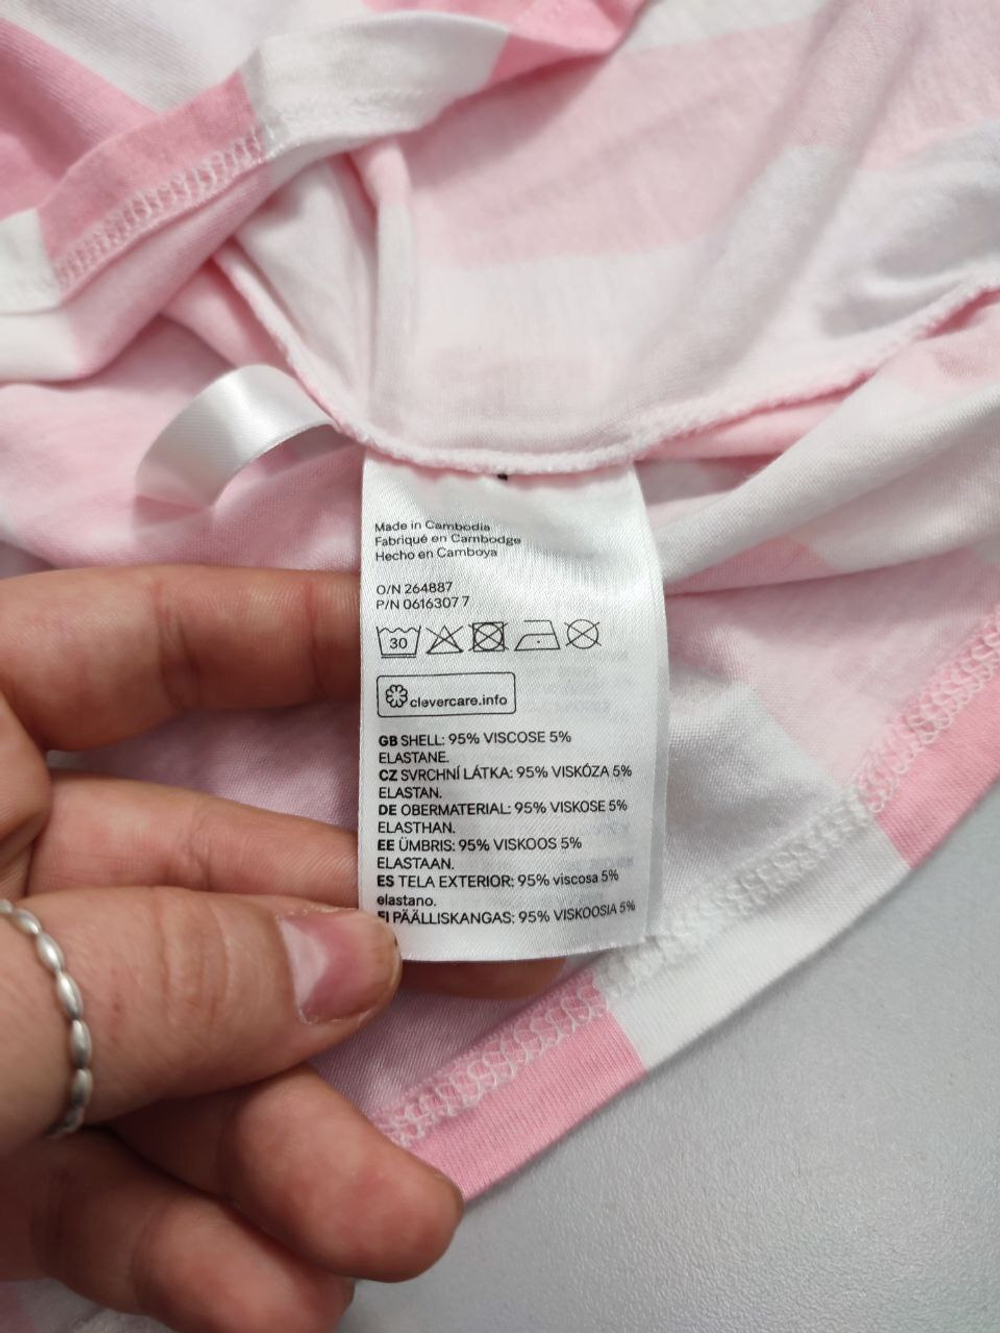 Made in Cambodia
Fabriqué en Cambodge
Hecho en Camboya
O/N 264887
P/N 0616307 7
30
clevercare.info
GB SHELL: 95% VISCOSE 5%
ELASTANE.
CZ SVRCHNÍ LÁTKA: 95% VISKÓZA 5%
ELASTAN.
DE OBERMATERIAL: 95% VISKOSE 5%
ELASTHAN.
EE ÜMBRIS: 95% VISKOOS 5%
ELASTAAN.
ES TELA EXTERIOR: 95% viscosa 5%
elastano.
FI PÄÄLLISKANGAS: 95% VISKOOSIA 5%